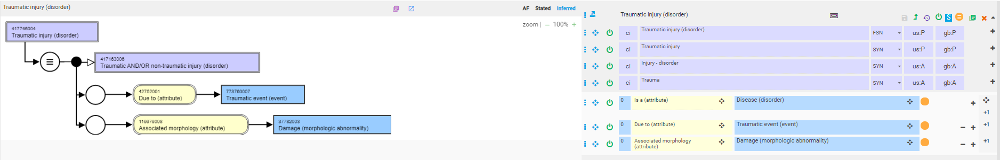 Traumatic injury (disorder)
AF Stated Inferred
zoom | – 100% +
417746004
Traumatic injury (disorder)
417163006
Traumatic AND/OR non-traumatic injury (disorder)
42752001
Due to (attribute)
773760007
Traumatic event (event)
116676008
Associated morphology (attribute)
37782003
Damage (morphologic abnormality)
Traumatic injury (disorder)
S
ci Traumatic injury (disorder) FSN us:P gb:P +
ci Traumatic injury SYN us:P gb:P +
ci Injury - disorder SYN us:A gb:A +
ci Trauma SYN us:A gb:A +
0 Is a (attribute) Disease (disorder) +
+1
0 Due to (attribute) Traumatic event (event) – + +1
0 Associated morphology Damage (morphologic abnormality) – + +1
(attribute)